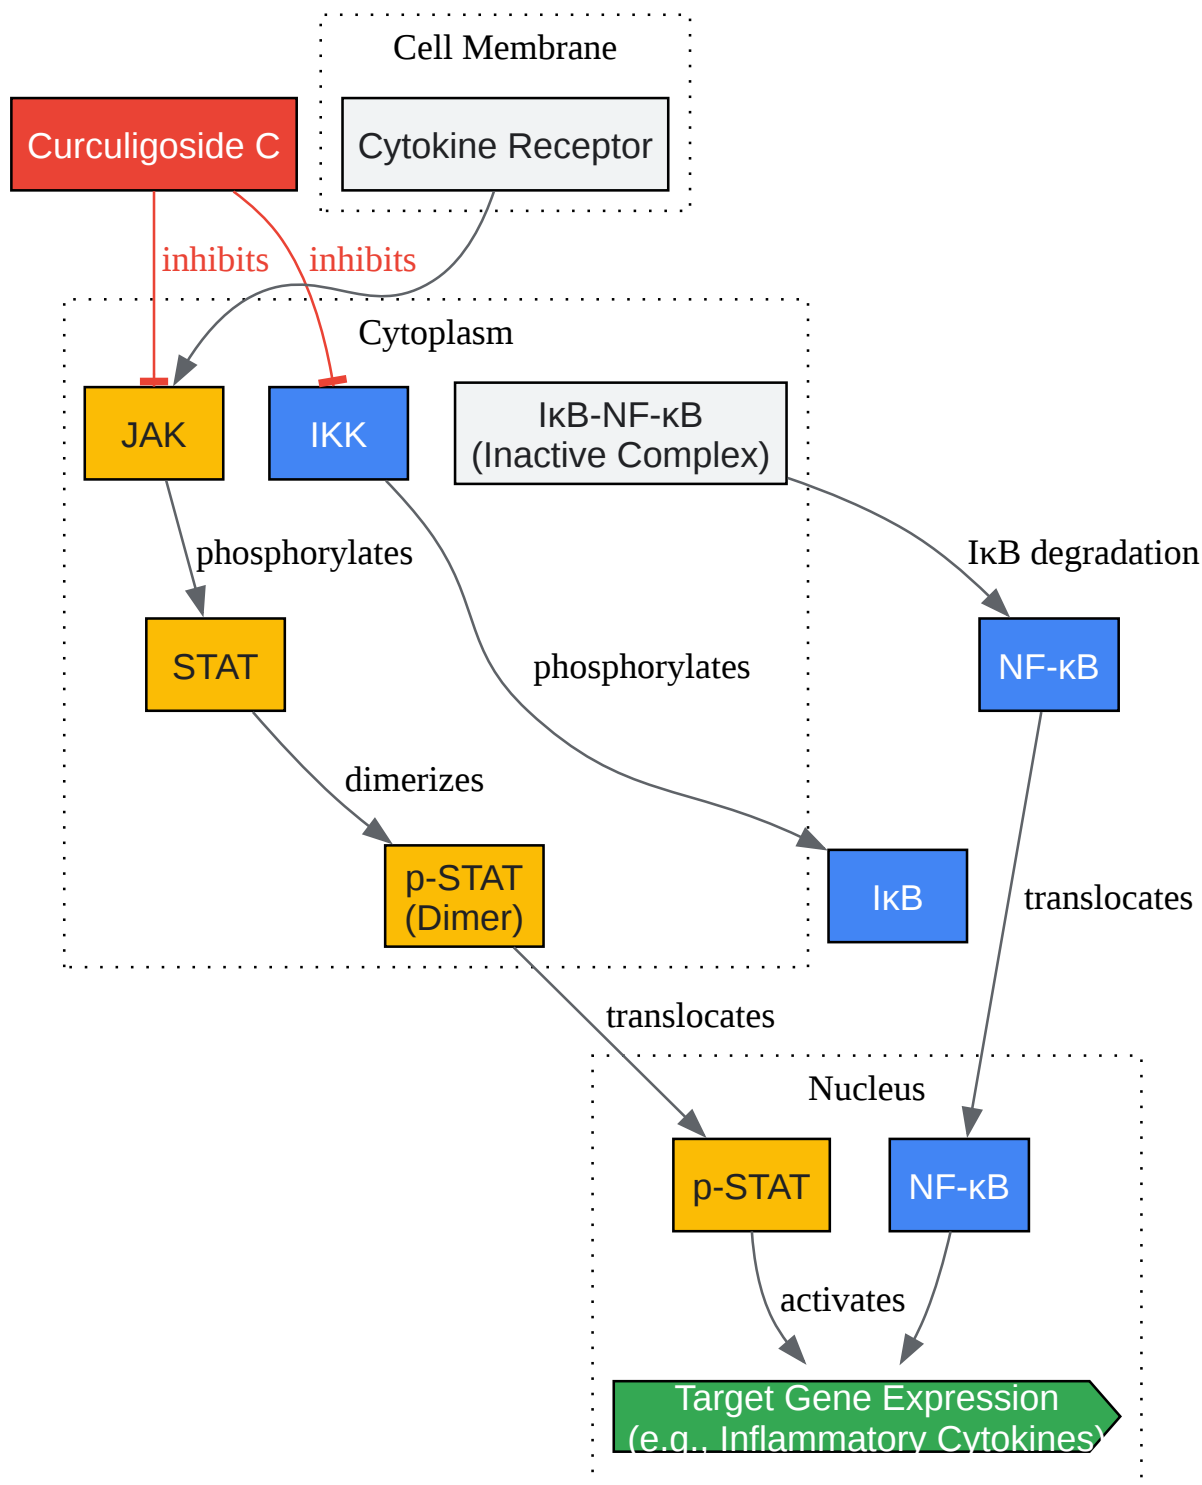 Cell Membrane
Curculigoside C
Cytokine Receptor
inhibits
inhibits
Cytoplasm
JAK
IKK
IκB-NF-κB
(Inactive Complex)
phosphorylates
IκB degradation
STAT
phosphorylates
NF-κB
dimerizes
p-STAT
(Dimer)
IκB
translocates
translocates
Nucleus
p-STAT
NF-κB
activates
Target Gene Expression
(e.g., Inflammatory Cytokines)